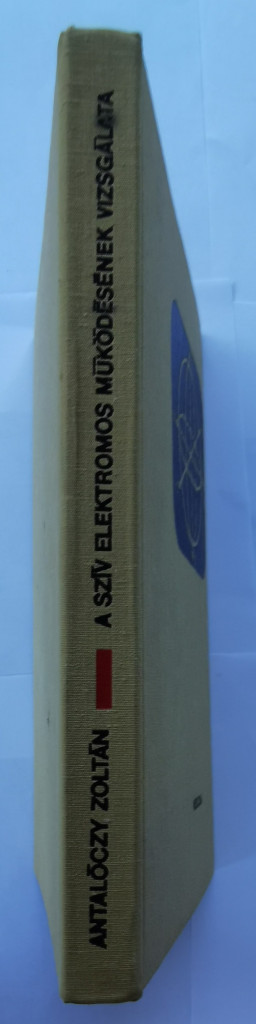 ANTALÓCZY ZOLTÁN
A SZÍV ELEKTROMOS MŰKÖDÉSÉNEK VIZSGÁLATA